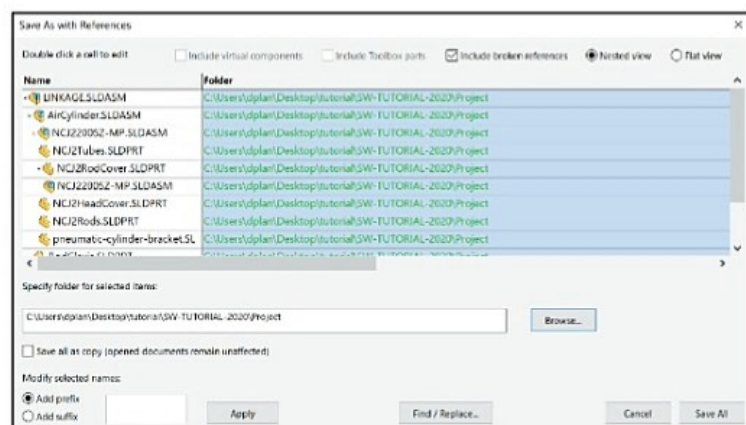 Save As with References
Double click a cell to edit Include virtual components Include Toolbox parts Include broken references Nested view Flat view
Name Folder
LINKAGE.SLDASM C:\Users\dplan\Desktop\tutorial\SW-TUTORIAL-2020\Project
AirCylinder.SLDASM C:\Users\dplan\Desktop\tutorial\SW-TUTORIAL-2020\Project
NCJ22005Z-MP.SLDASM C:\Users\dplan\Desktop\tutorial\SW-TUTORIAL-2020\Project
NCJ2Tubes.SLDPRT C:\Users\dplan\Desktop\tutorial\SW-TUTORIAL-2020\Project
NCJ2RodCover.SLDPRT C:\Users\dplan\Desktop\tutorial\SW-TUTORIAL-2020\Project
NCJ22005Z-MP.SLDASM C:\Users\dplan\Desktop\tutorial\SW-TUTORIAL-2020\Project
NCJ2HeadCover.SLDPRT C:\Users\dplan\Desktop\tutorial\SW-TUTORIAL-2020\Project
NCJ2Rods.SLDPRT C:\Users\dplan\Desktop\tutorial\SW-TUTORIAL-2020\Project
pneumatic-cylinder-bracket.SL C:\Users\dplan\Desktop\tutorial\SW-TUTORIAL-2020\Project
Specify folder for selected items:
C:\Users\dplan\Desktop\tutorial\SW-TUTORIAL-2020\Project Browse...
Save all as copy (opened documents remain unaffected)
Modify selected names:
Add prefix
Add suffix Apply Find / Replace... Cancel Save All